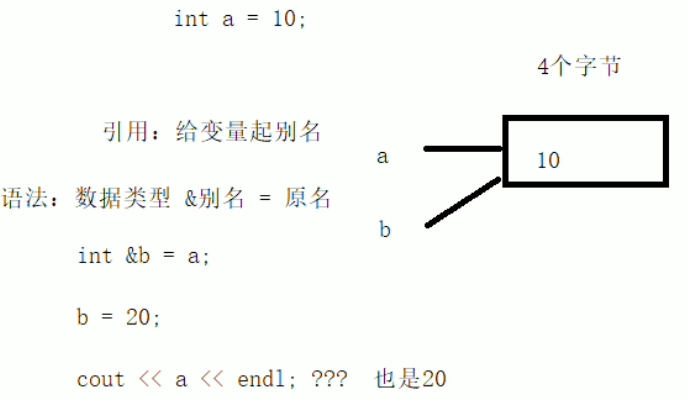 int a = 10;
4个字节
引用：给变量起别名
a
10
语法：数据类型 &别名 = 原名
b
int &b = a;
b = 20;
cout << a << endl; ??? 也是20